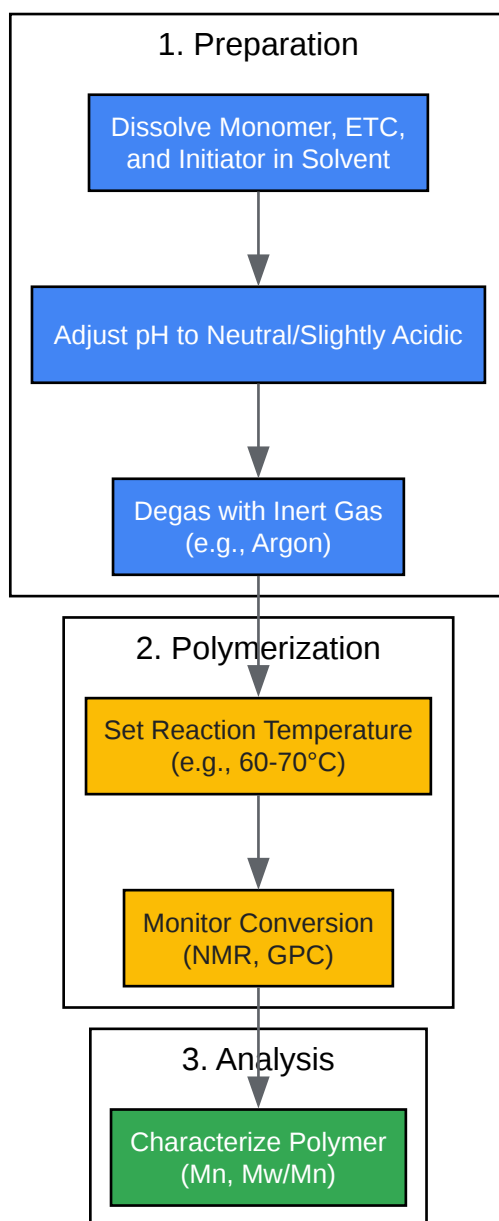 1. Preparation
Dissolve Monomer, ETC,
and Initiator in Solvent
Adjust pH to Neutral/Slightly Acidic
Degas with Inert Gas
(e.g., Argon)
2. Polymerization
Set Reaction Temperature
(e.g., 60-70°C)
Monitor Conversion
(NMR, GPC)
3. Analysis
Characterize Polymer
(Mn, Mw/Mn)